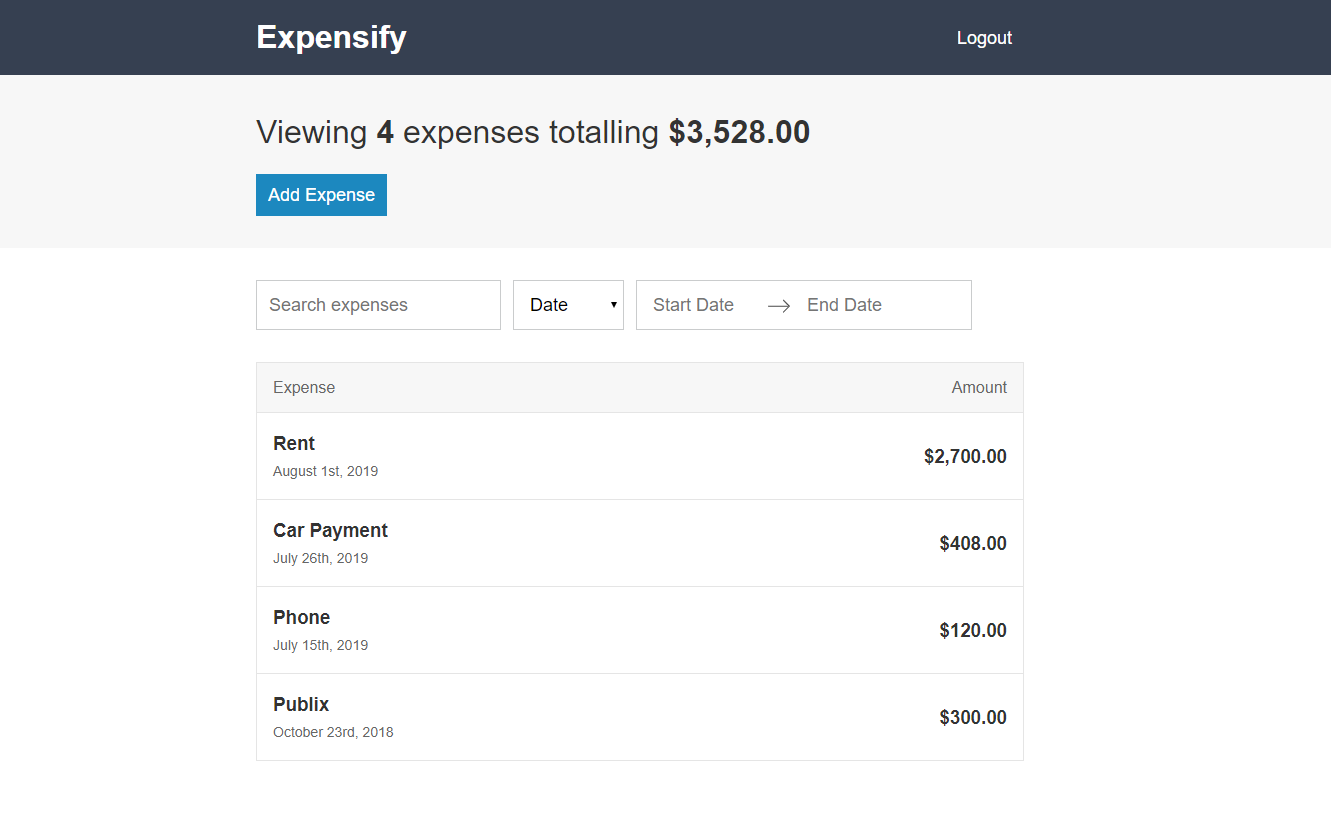 Expensify
Logout
Viewing 4 expenses totalling $3,528.00
Add Expense
Search expenses
Date
Start Date
End Date
Expense
Amount
Rent
August 1st, 2019
$2,700.00
Car Payment
July 26th, 2019
$408.00
Phone
July 15th, 2019
$120.00
Publix
October 23rd, 2018
$300.00